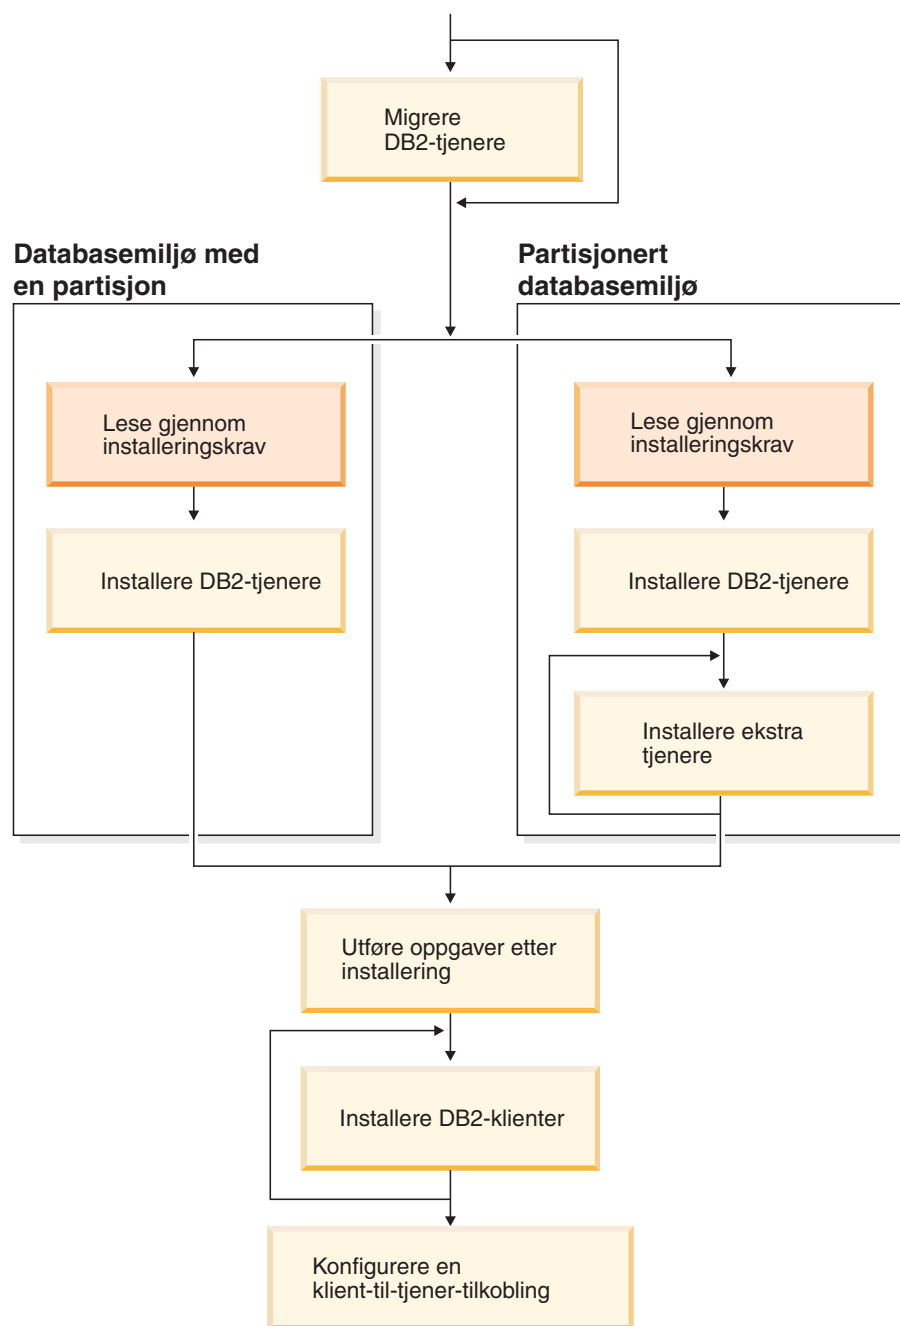 Migrere
DB2-tjenere
Databasemiljø med
en partisjon
Partisjonert
databasemiljø
Lese gjennom
installeringskrav
Lese gjennom
installeringskrav
Installere DB2-tjenere
Installere DB2-tjenere
Installere ekstra
tjenere
Utføre oppgaver etter
installering
Installere DB2-klienter
Konfigurere en
klient-til-tjener-tilkobling